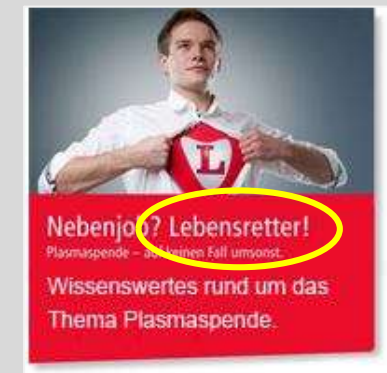 L
Nebenjob? Lebensretter!
Plasmaspende – auf keinen Fall umsonst.
Wissenswertes rund um das
Thema Plasmaspende.